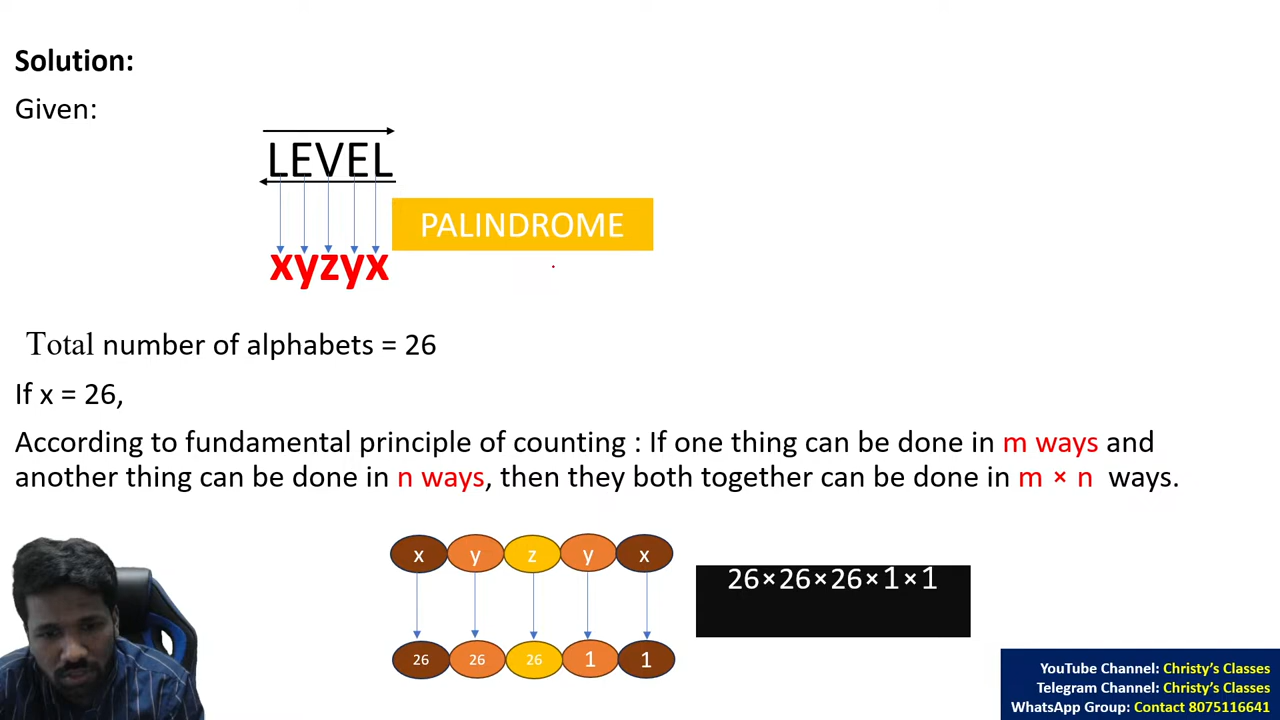 Solution:
Given:
LEVEL
PALINDROME
xyzyx
Total number of alphabets = 26
If x = 26,
According to fundamental principle of counting : If one thing can be done in m ways and
another thing can be done in n ways, then they both together can be done in m × n ways.
x y z y x
26×26×26×1×1
26 26 26 1 1
YouTube Channel: Christy's Classes
Telegram Channel: Christy's Classes
WhatsApp Group: Contact 8075116641